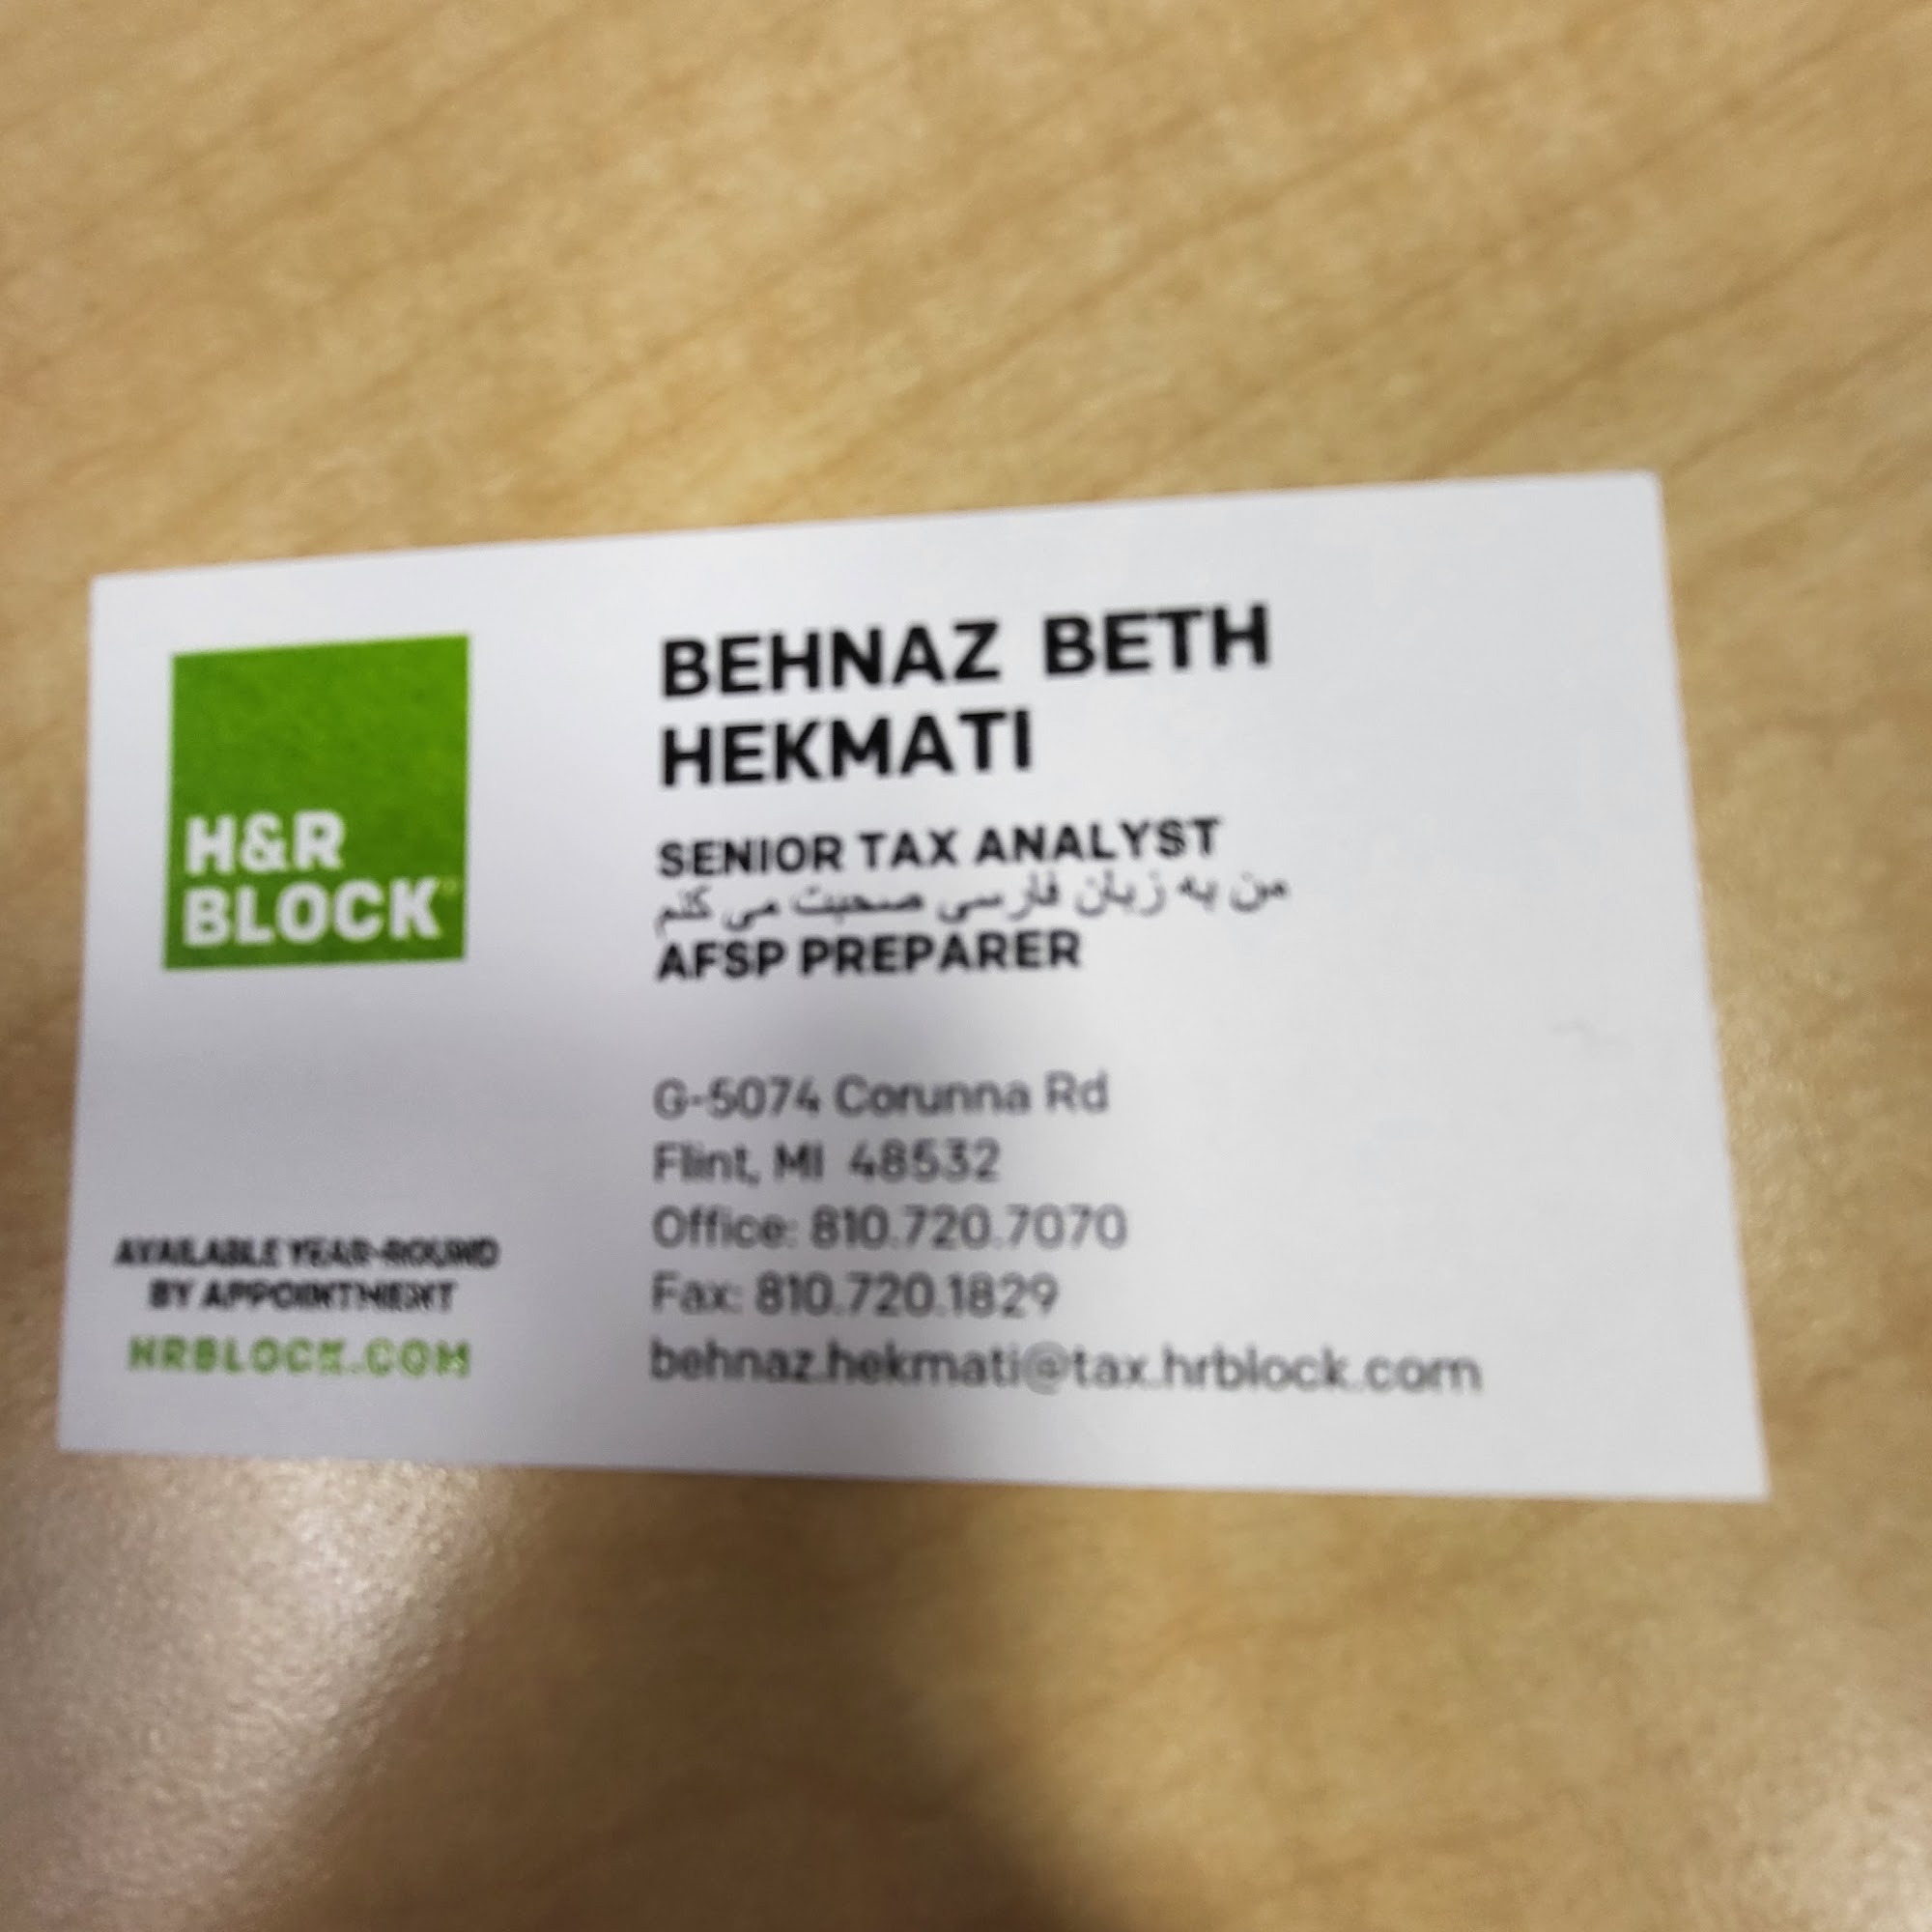 H&R
BLOCK
BEHNAZ BETH
HEKMATI
SENIOR TAX ANALYST
من به زبان فارسی صحبت می کنم
AFSP PREPARER
G-5074 Corunna Rd
Flint, MI 48532
Office: 810.720.7070
Fax: 810.720.1829
behnaz.hekmati@tax.hrblock.com
AVAILABLE YEAR-ROUND
BY APPOINTMENT
HRBLOCK.COM